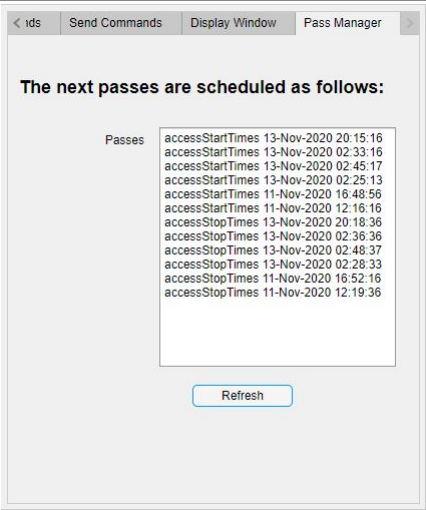 ıds Send Commands Display Window Pass Manager
The next passes are scheduled as follows:
Passes
accessStartTimes 13-Nov-2020 20:15:16
accessStartTimes 13-Nov-2020 02:33:16
accessStartTimes 13-Nov-2020 02:45:17
accessStartTimes 13-Nov-2020 02:25:13
accessStartTimes 11-Nov-2020 16:48:56
accessStartTimes 11-Nov-2020 12:16:16
accessStopTimes 13-Nov-2020 20:18:36
accessStopTimes 13-Nov-2020 02:36:36
accessStopTimes 13-Nov-2020 02:48:37
accessStopTimes 13-Nov-2020 02:28:33
accessStopTimes 11-Nov-2020 16:52:16
accessStopTimes 11-Nov-2020 12:19:36
Refresh